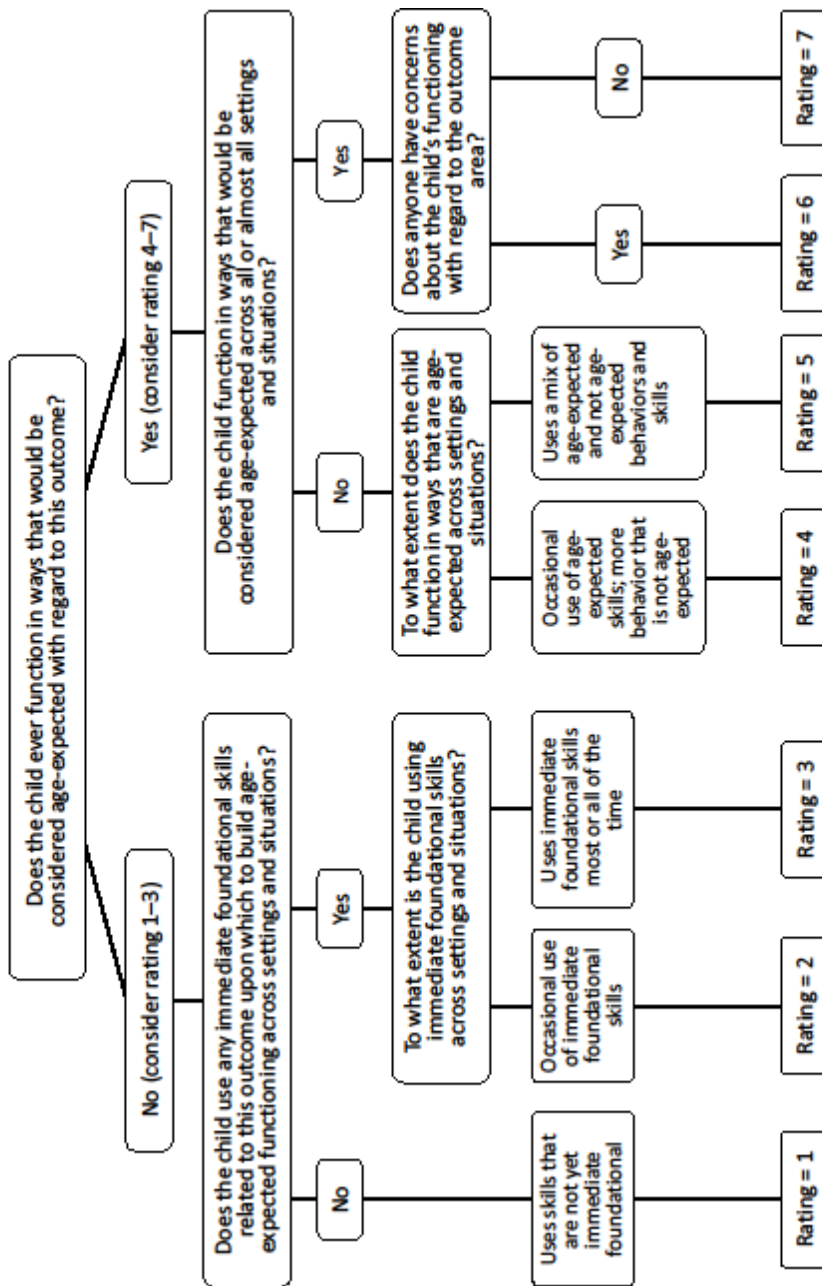 Does the child ever function in ways that would be
considered age-expected with regard to this outcome?
No (consider rating 1–3)
Yes (consider rating 4–7)
Does the child use any immediate foundational skills
related to this outcome upon which to build age-
expected functioning across settings and situations?
Does the child function in ways that would be
considered age-expected across all or almost all settings
and situations?
No
Yes
No
Yes
To what extent is the child using
immediate foundational skills
across settings and situations?
To what extent does the child
function in ways that are age-
expected across settings and
situations?
Does anyone have concerns
about the child's functioning
with regard to the outcome
area?
Uses skills that
are not yet
immediate
foundational
Occasional use
of immediate
foundational
skills
Uses immediate
foundational skills
most or all of the
time
Occasional
use of age-
expected
skills; more
behavior that
is not age-
expected
Uses a mix of
age-expected
and not age-
expected
behaviors and
skills
Yes
No
Rating = 1
Rating = 2
Rating = 3
Rating = 4
Rating = 5
Rating = 6
Rating = 7